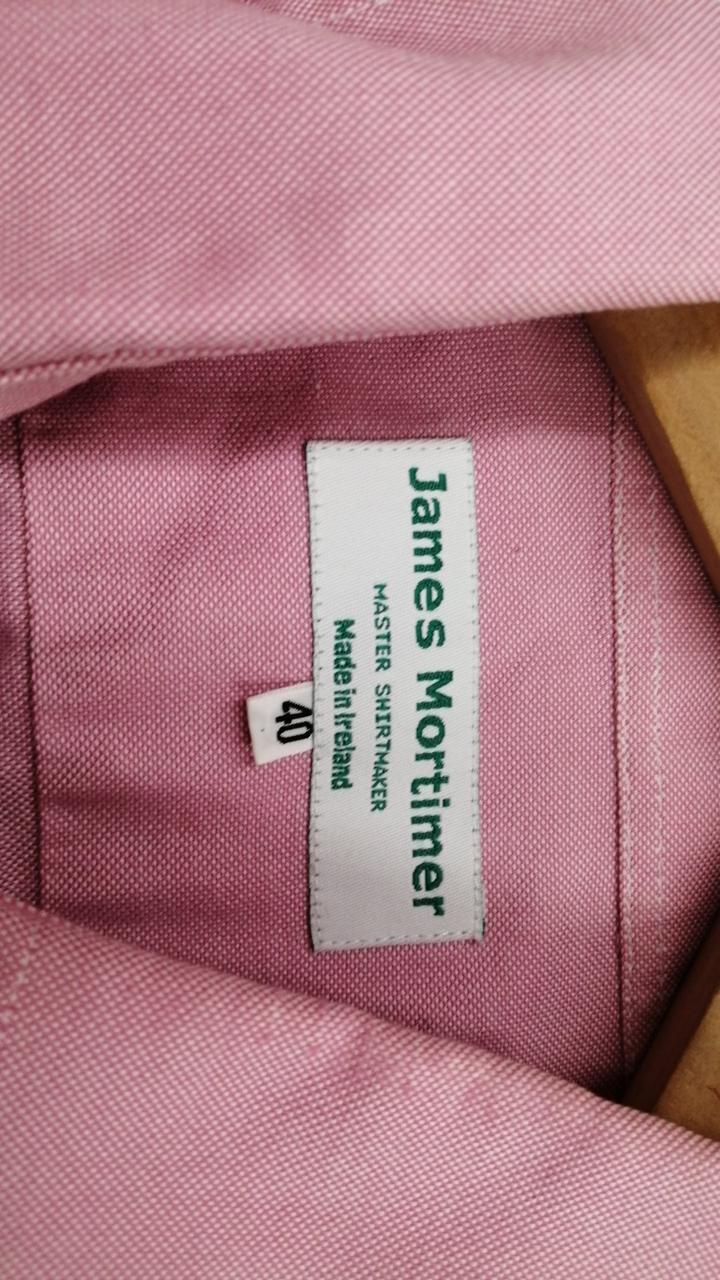 James Mortimer
MASTER SHIRTMAKER
Made in Ireland
40